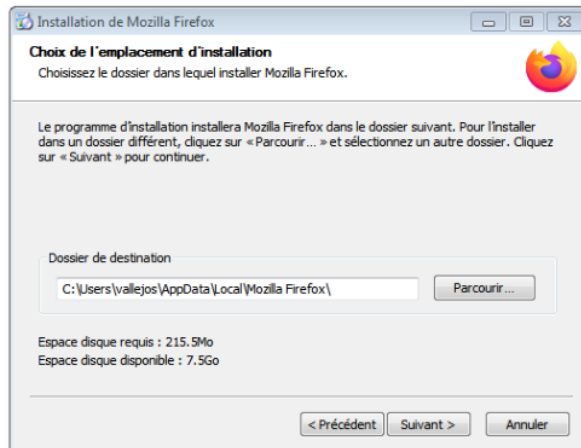 Installation de Mozilla Firefox
Choix de l'emplacement d'installation
Choisissez le dossier dans lequel installer Mozilla Firefox.
Le programme d'installation installera Mozilla Firefox dans le dossier suivant. Pour l'installer
dans un dossier différent, cliquez sur « Parcourir... » et sélectionnez un autre dossier. Cliquez
sur « Suivant » pour continuer.
Dossier de destination
C:\Users\vallejos\AppData\Local\Mozilla Firefox\
Parcourir...
Espace disque requis : 215.5Mo
Espace disque disponible : 7.5Go
< Précédent
Suivant >
Annuler